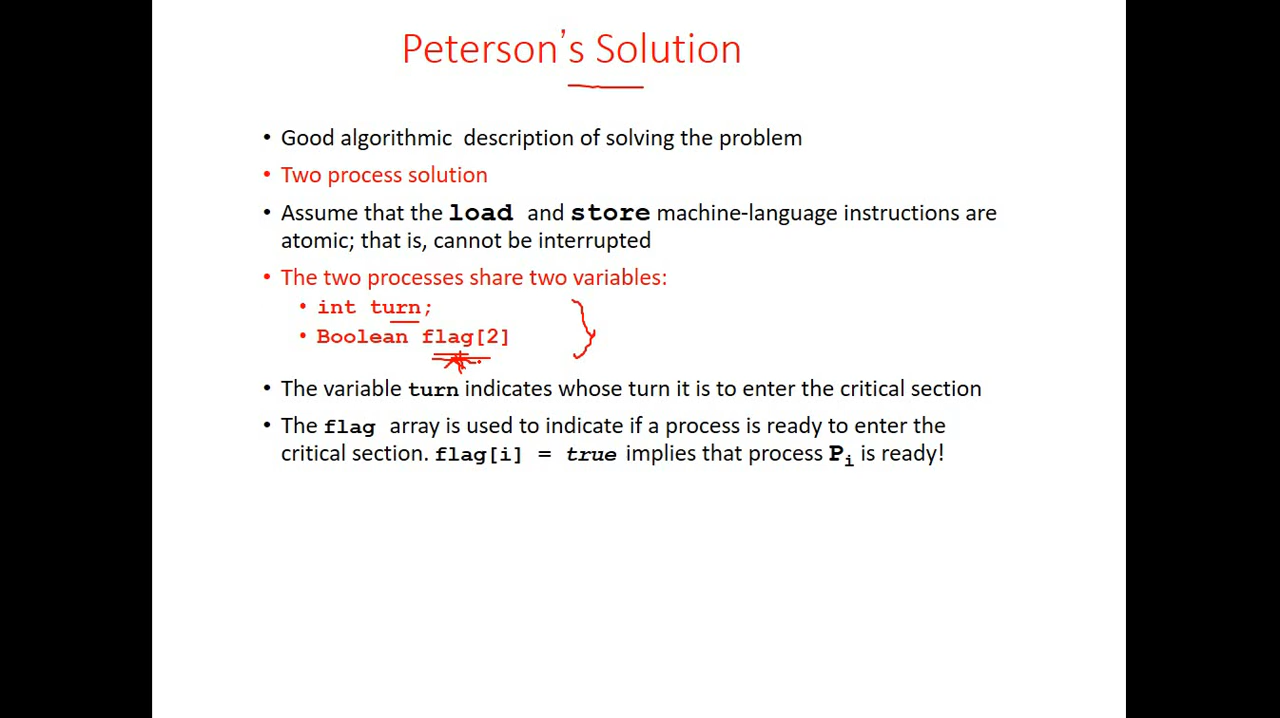 Peterson's Solution
• Good algorithmic description of solving the problem
• Two process solution
• Assume that the load and store machine-language instructions are
atomic; that is, cannot be interrupted
• The two processes share two variables:
• int turn;
• Boolean flag[2]
• The variable turn indicates whose turn it is to enter the critical section
• The flag array is used to indicate if a process is ready to enter the
critical section. flag[i] = true implies that process Pi is ready!